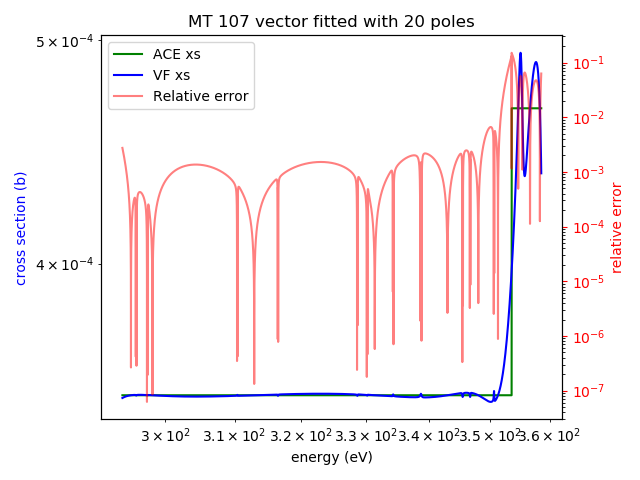 MT 107 vector fitted with 20 poles
ACE xs
VF xs
Relative error
5 × 10⁻⁴
4 × 10⁻⁴
cross section (b)
10⁻¹
10⁻²
10⁻³
10⁻⁴
10⁻⁵
10⁻⁶
10⁻⁷
relative error
3 × 10² 3.1 × 10² 3.2 × 10² 3.3 × 10² 3.4 × 10² 3.5 × 10² 3.6 × 10²
energy (eV)